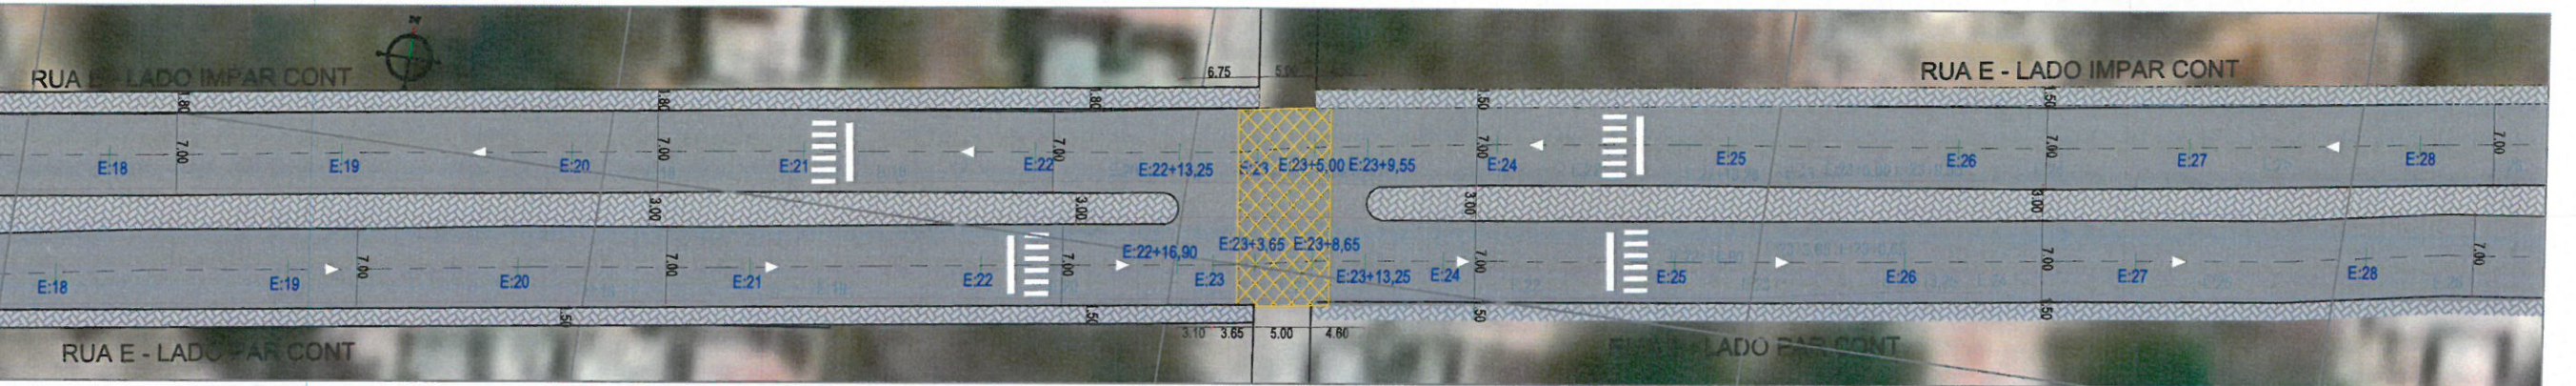 N
6.75 5.00
RUA E - LADO IMPAR CONT
RUA E - LADO IMPAR CONT
1.80 1.80 1.80 1.50 1.50
7.00 7.00 7.00 7.00 7.00 7.00
E:18 E:19 E:20 E:21 E:22 E:22+13,25 E:23 E:23+5,00 E:23+9,55 E:24 E:25 E:26 E:27 E:28
3.00 3.00 3.00 3.00
E:22+16,90 E:23+3,65 E:23+8,65
7.00 7.00 7.00 7.00 7.00 7.00
E:18 E:19 E:20 E:21 E:22 E:23 E:23+13,25 E:24 E:25 E:26 E:27 E:28
1.50 1.50 1.50 1.50
3.10 3.65 5.00 4.60
RUA E - LADO PAR CONT
LADO PAR CONT